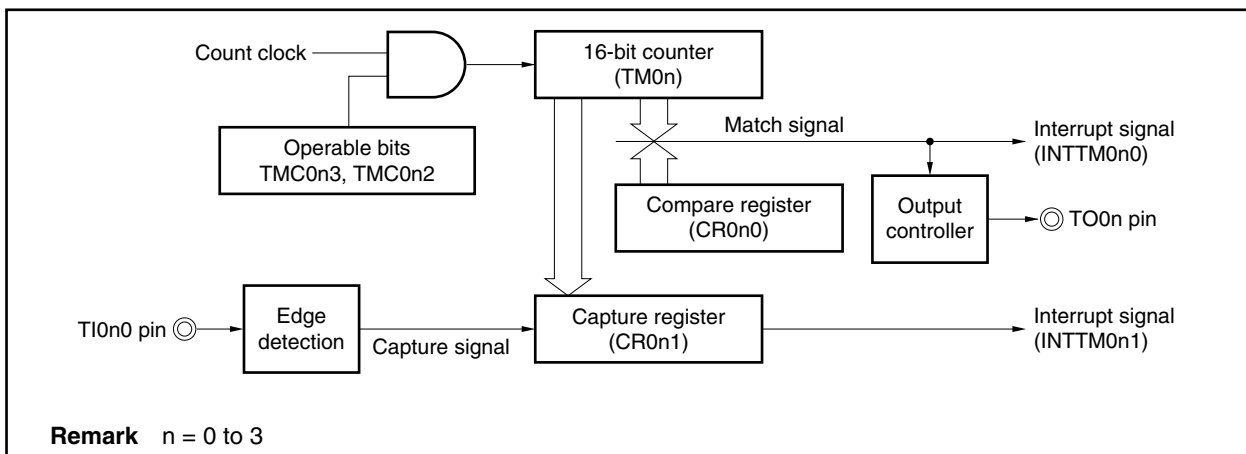 Count clock
16-bit counter
(TM0n)
Operable bits
TMC0n3, TMC0n2
Match signal
Interrupt signal
(INTTM0n0)
Compare register
(CR0n0)
Output
controller
TO0n pin
TI0n0 pin
Edge
detection
Capture signal
Capture register
(CR0n1)
Interrupt signal
(INTTM0n1)
Remark n = 0 to 3